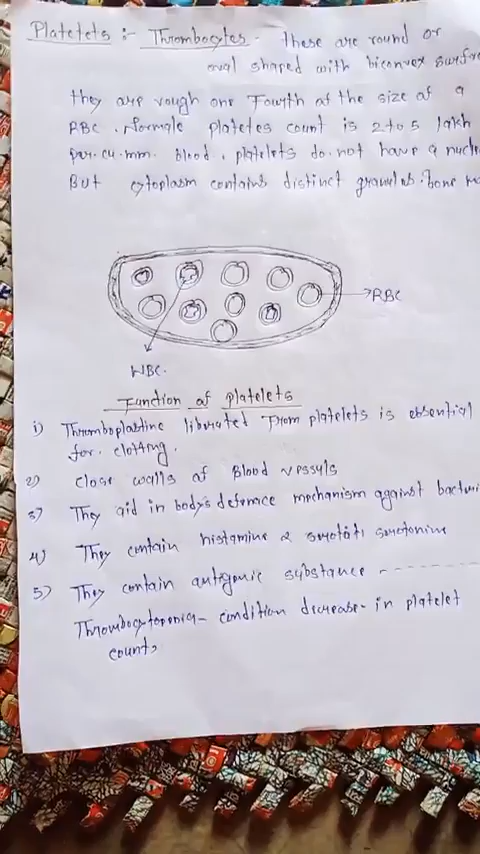 Platetets :- Thrombocytes - these are round or
oval shaped with biconvex surfa
they are rough one Fourth of the size of a
RBC. Normale platetes count is 2 to 5 lakh
per.cu.mm. blood, platelets do not have a nucl
But cytoplasm contains distinct granules. bone m
RBC
WBC.
Function of platelets
1) Thromboplastine liberated From platelets is essential
for. clotting.
2) close walls of Blood vessyls
3) They aid in body's defence mechanism against bacteri
4) They contain histamine & serotonine
5) They contain antigenic substance --------
Thrombocytopenia - condition decrease in platelet
count,